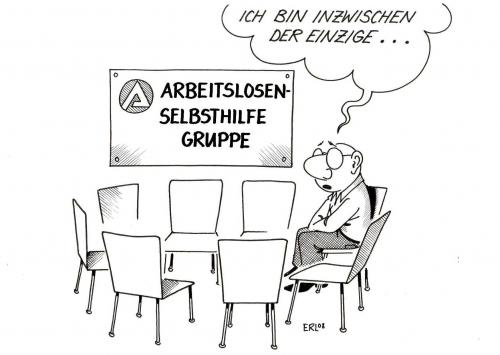 ICH BIN INZWISCHEN
DER EINZIGE...
ARBEITSLOSEN-
SELBSTHILFE
GRUPPE
ERL08